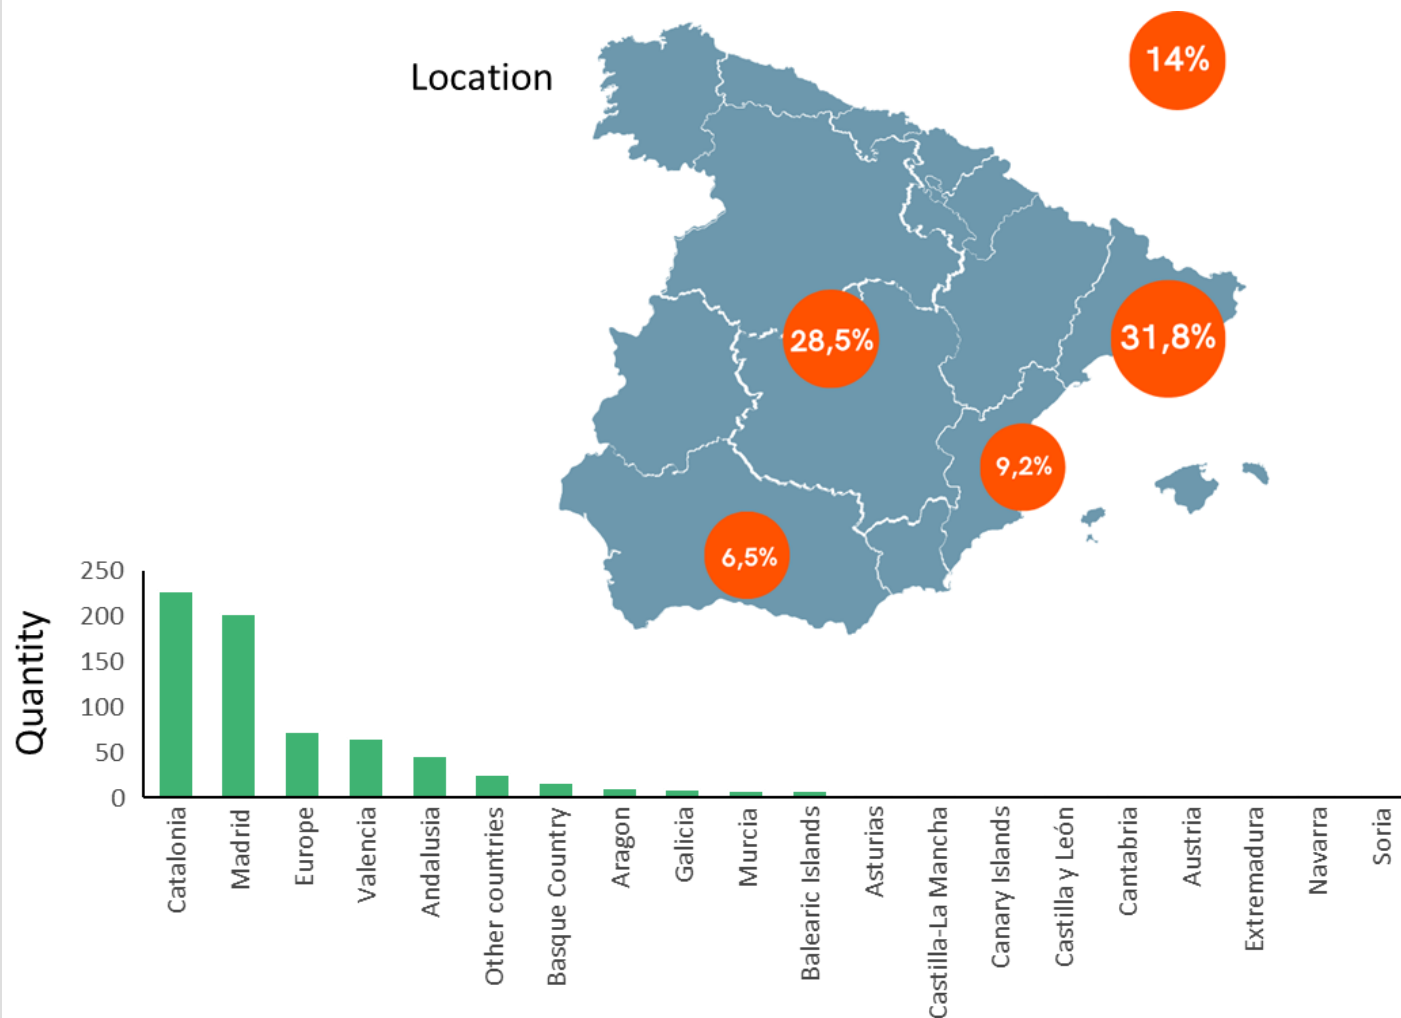 Location
14%
28,5%
31,8%
9,2%
6,5%
Quantity
250
200
150
100
50
0
Catalonia
Madrid
Europe
Valencia
Andalusia
Other countries
Basque Country
Aragon
Galicia
Murcia
Balearic Islands
Asturias
Castilla-La Mancha
Canary Islands
Castilla y León
Cantabria
Austria
Extremadura
Navarra
Soria